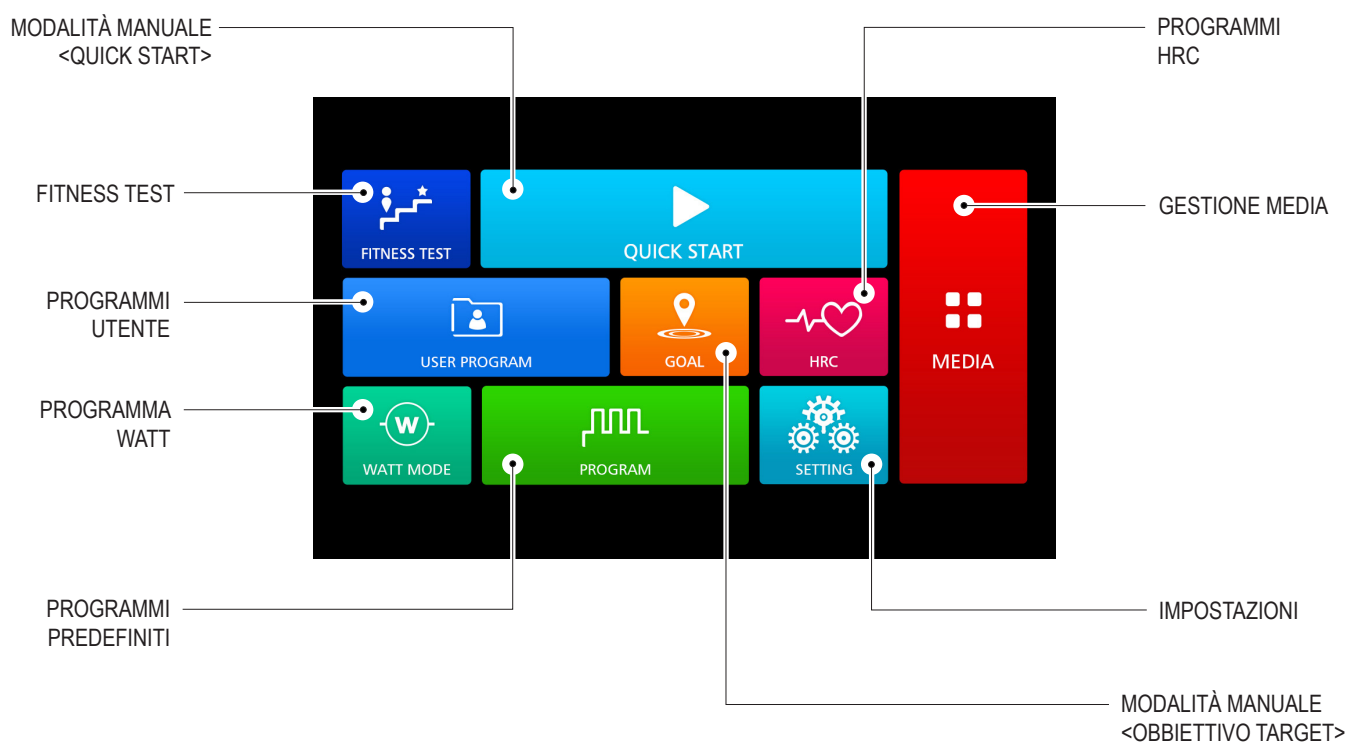 MODALITÀ MANUALE
<QUICK START>
PROGRAMMI
HRC
FITNESS TEST
GESTIONE MEDIA
FITNESS TEST
QUICK START
PROGRAMMI
UTENTE
USER PROGRAM
GOAL
HRC
MEDIA
PROGRAMMA
WATT
W
WATT MODE
PROGRAM
SETTING
PROGRAMMI
PREDEFINITI
IMPOSTAZIONI
MODALITÀ MANUALE
<OBBIETTIVO TARGET>